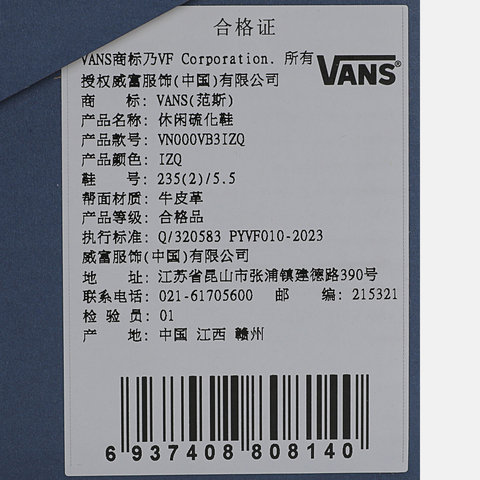 合格证
VANS商标乃VF Corporation. 所有
VANS®
授权威富服饰(中国)有限公司
商 标: VANS(范斯)
产品名称: 休闲硫化鞋
产品款号: VN000VB3IZQ
产品颜色: IZQ
鞋 号: 235(2)/5.5
帮面材质: 牛皮革
产品等级: 合格品
执行标准: Q/320583 PYVF010-2023
威富服饰(中国)有限公司
地 址: 江苏省昆山市张浦镇建德路390号
联系电话: 021-61705600 邮 编: 215321
检 验 员: 01
产 地: 中国 江西 赣州
6 937408 808140